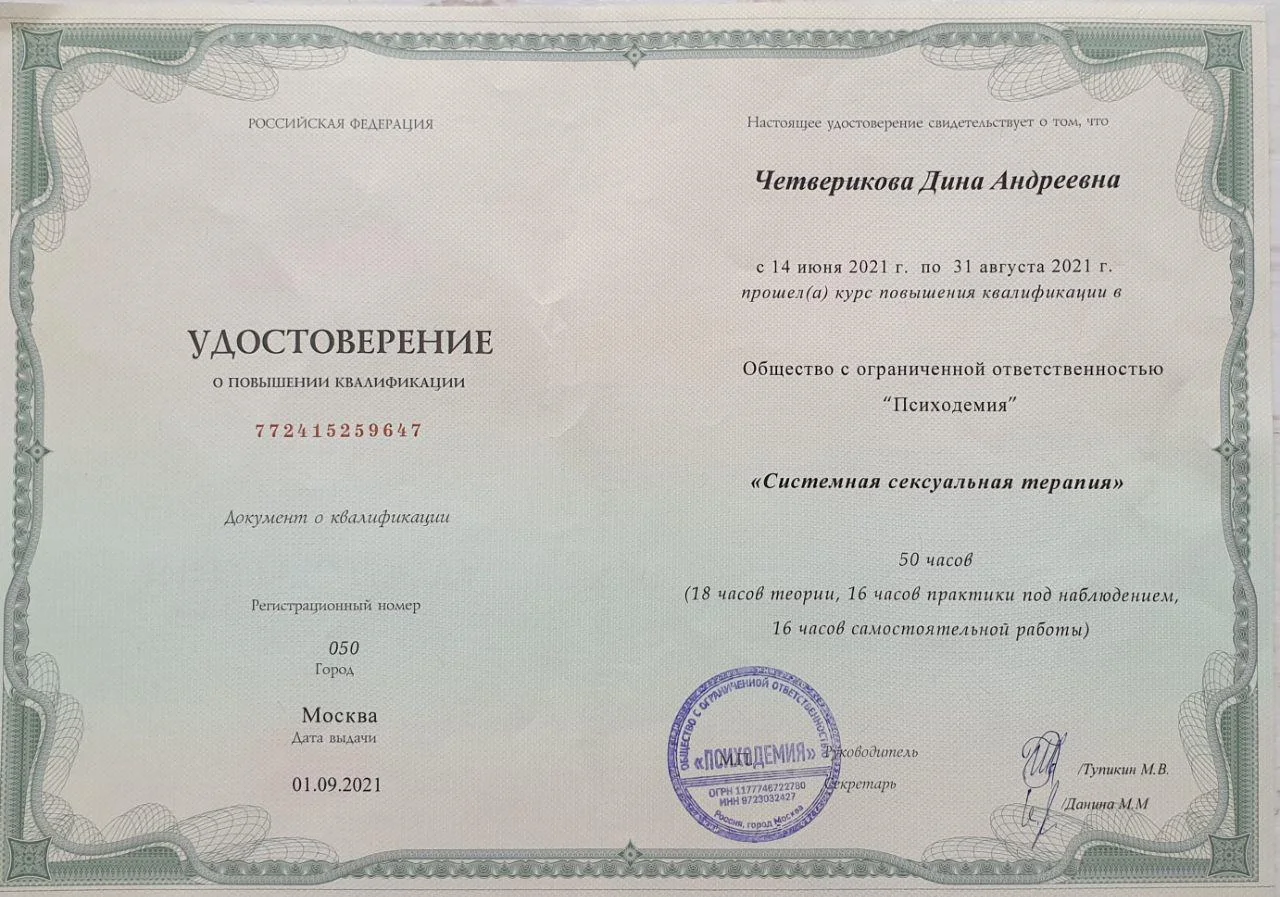 РОССИЙСКАЯ ФЕДЕРАЦИЯ
УДОСТОВЕРЕНИЕ
О ПОВЫШЕНИИ КВАЛИФИКАЦИИ
772415259647
Документ о квалификации
Регистрационный номер
050
Город
Москва
Дата выдачи
01.09.2021
Настоящее удостоверение свидетельствует о том, что
Четверикова Дина Андреевна
с 14 июня 2021 г. по 31 августа 2021 г.
прошел(а) курс повышения квалификации в
Общество с ограниченной ответственностью
“Психодемия”
«Системная сексуальная терапия»
50 часов
(18 часов теории, 16 часов практики под наблюдением,
16 часов самостоятельной работы)
ОБЩЕСТВО С ОГРАНИЧЕННОЙ ОТВЕТСТВЕННОСТЬЮ
«ПСИХОДЕМИЯ»
М.П.
ОГРН 1177746722780
ИНН 9723032427
Россия, город Москва
Руководитель
/Тупикин М.В.
Секретарь
/Данина М.М